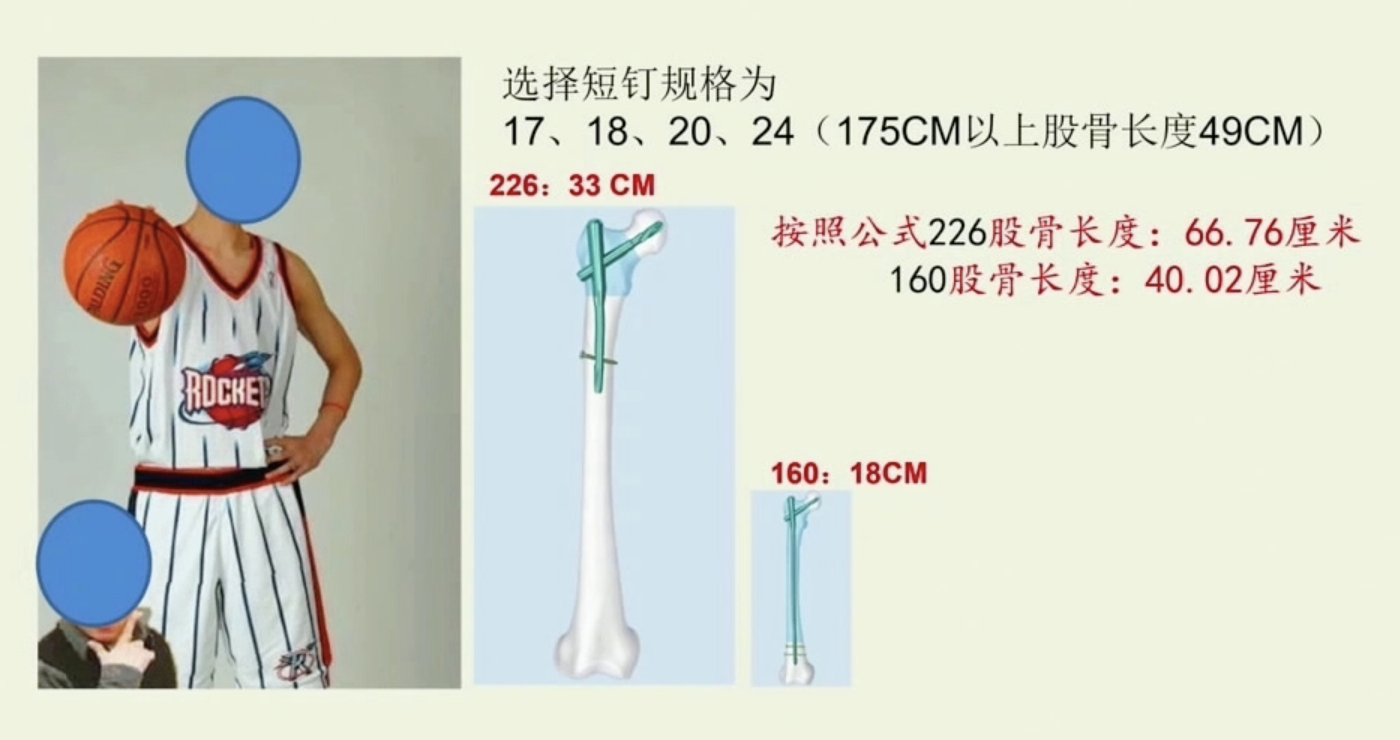 选择短钉规格为
17、18、20、24（175CM以上股骨长度49CM）
226：33 CM
按照公式226股骨长度：66.76厘米
160股骨长度：40.02厘米
160：18CM